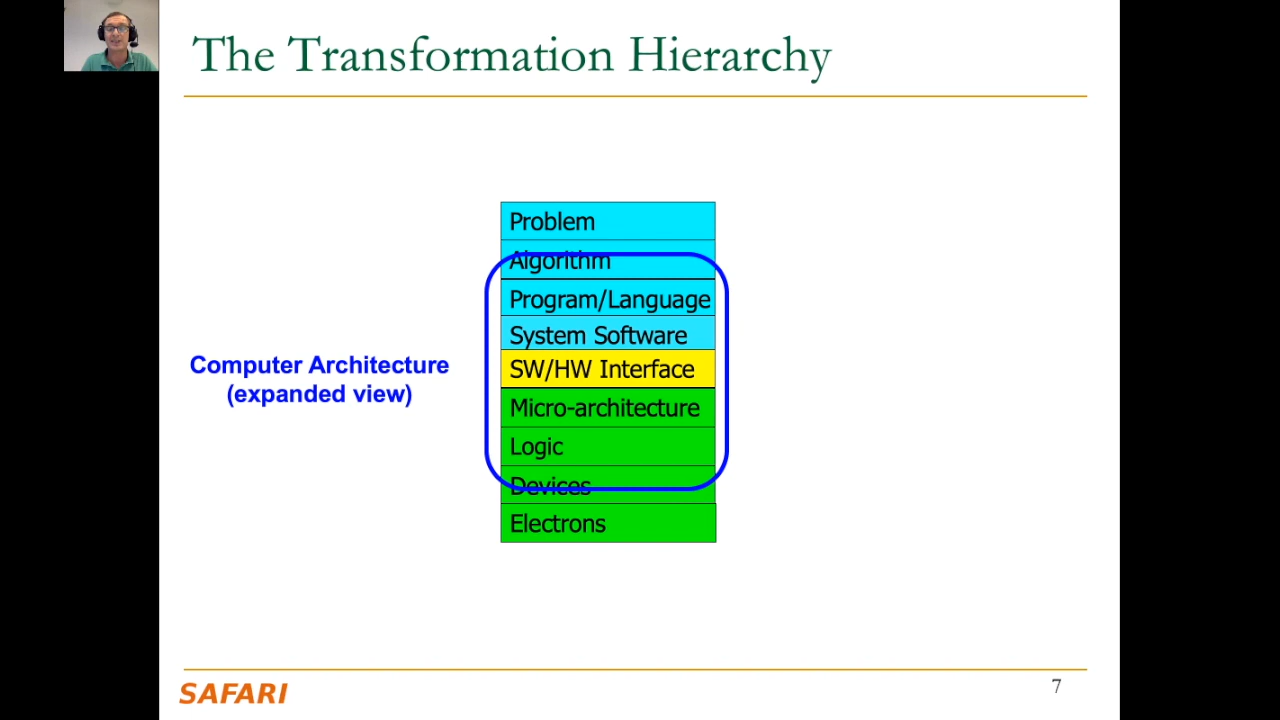 The Transformation Hierarchy
Problem
Algorithm
Program/Language
System Software
SW/HW Interface
Micro-architecture
Logic
Devices
Electrons
Computer Architecture
(expanded view)
SAFARI
7